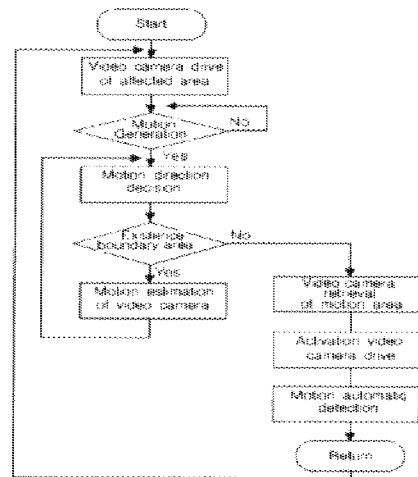 Start
Video camera drive
of affected area
Motion
Generation
No
Yes
Motion direction
decision
Existence
boundary area
No
Yes
Motion estimation
of video camera
Video camera
retrieval
of motion area
Activation video
camera drive
Motion automatic
detection
Return